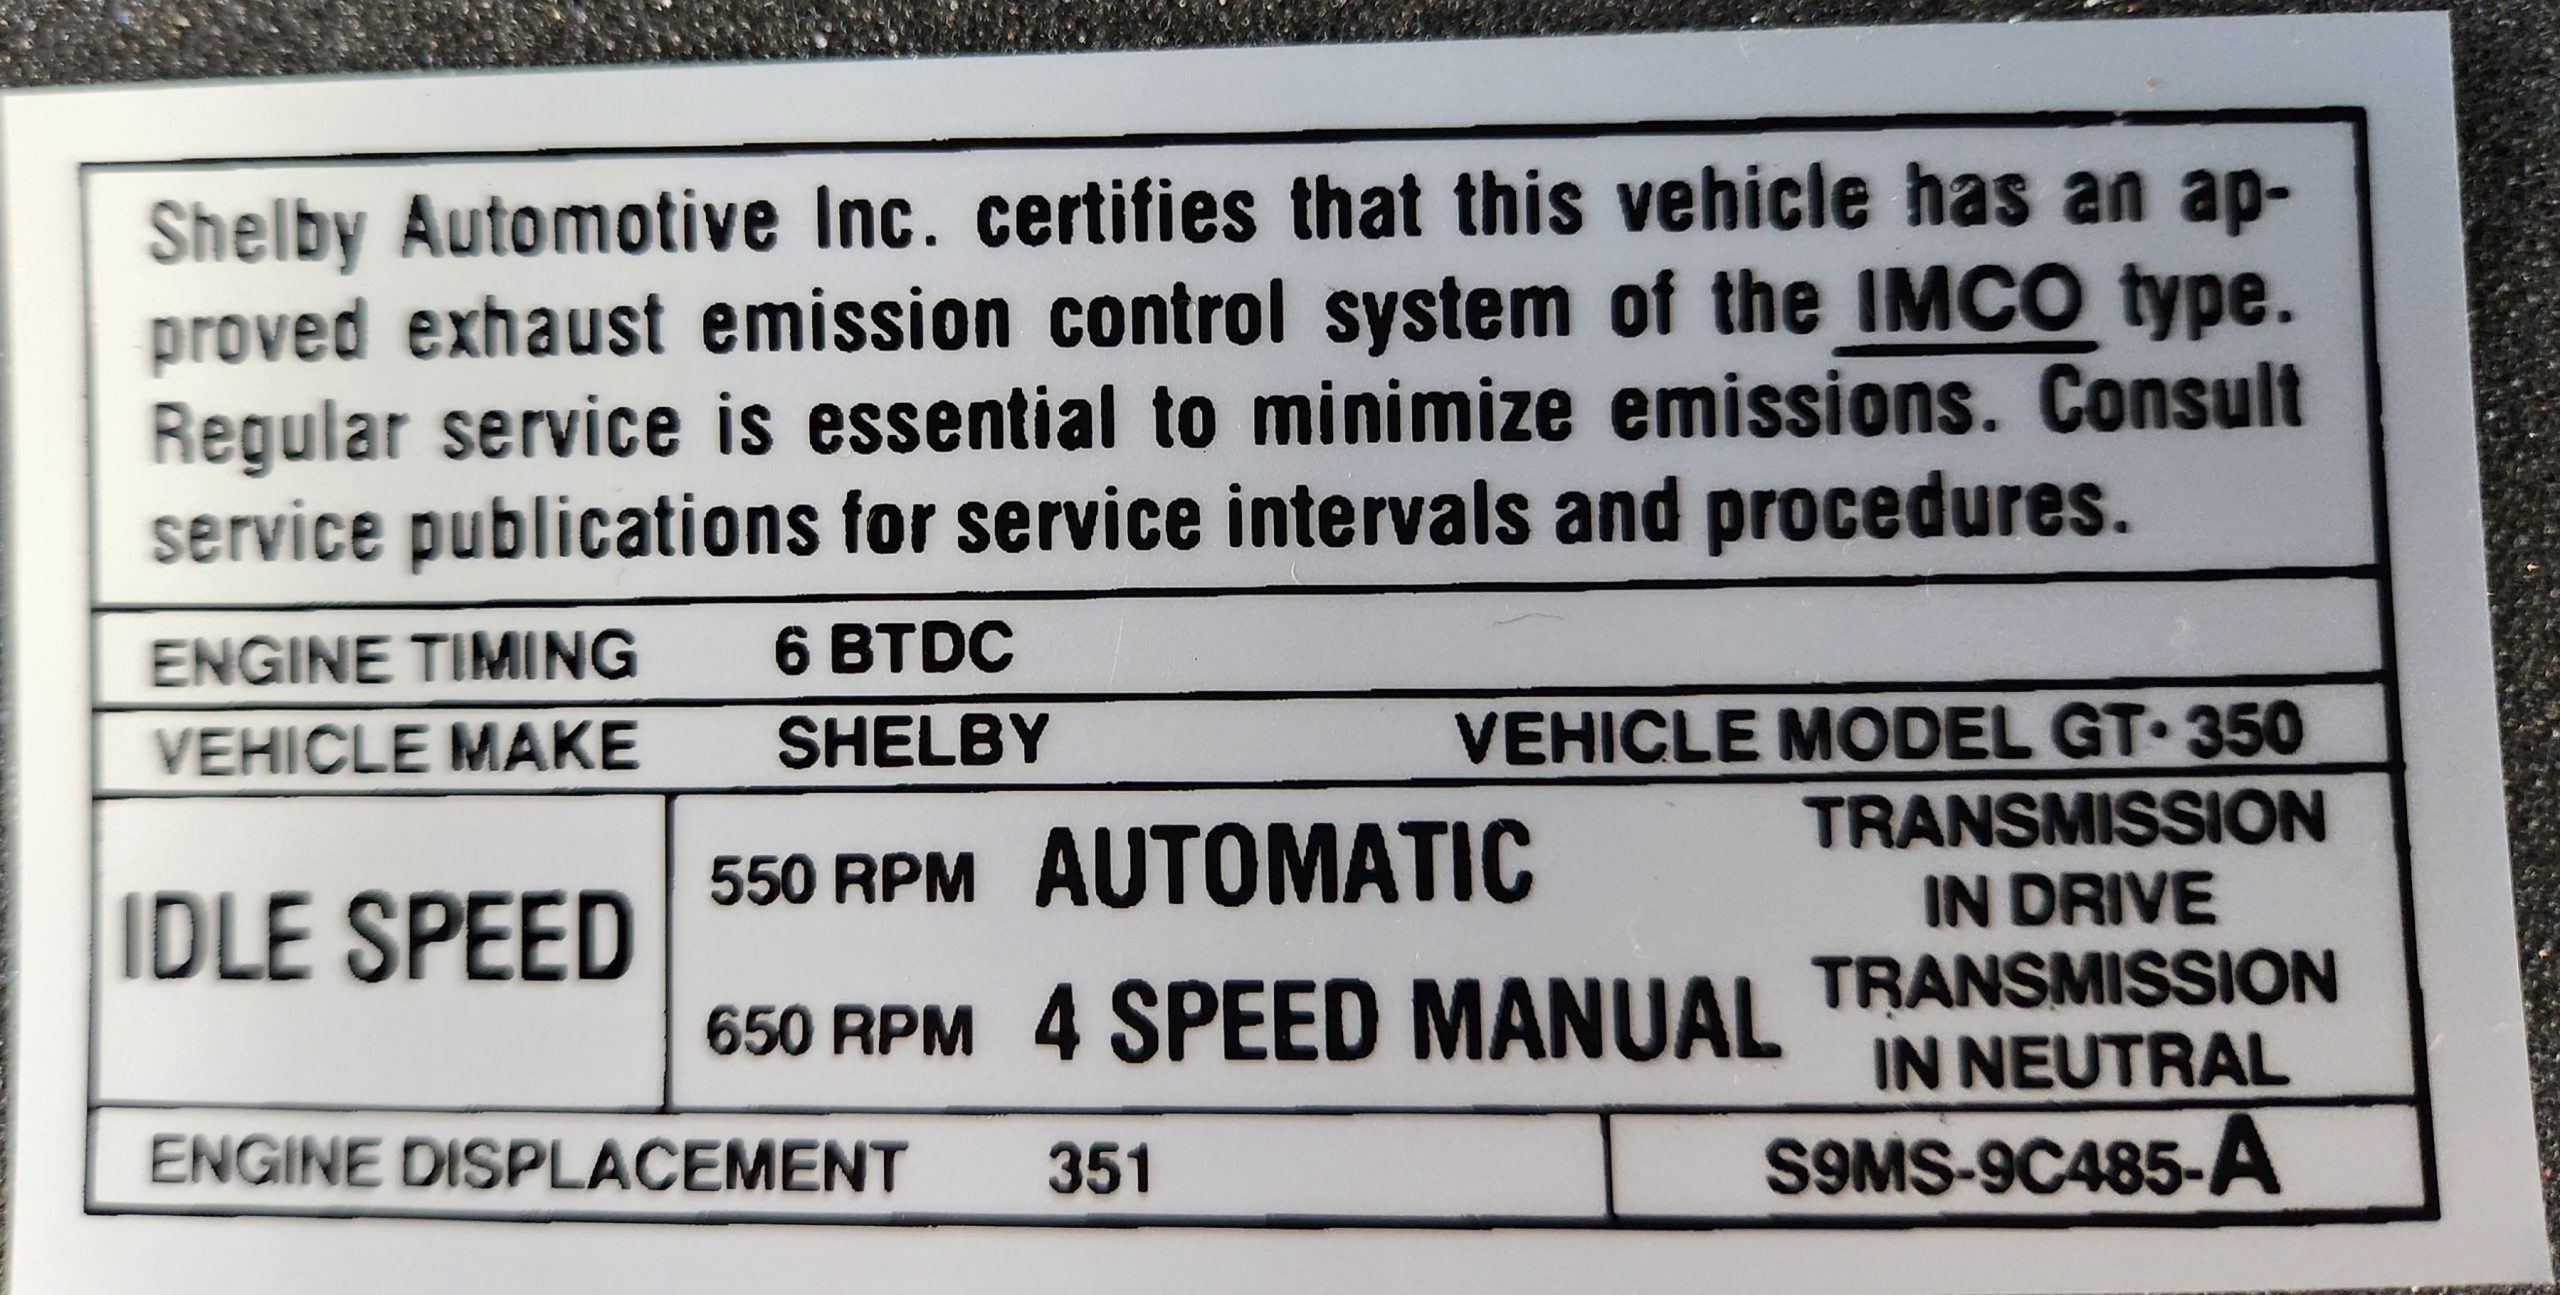 Shelby Automotive Inc. certifies that this vehicle has an ap-
proved exhaust emission control system of the IMCO type.
Regular service is essential to minimize emissions. Consult
service publications for service intervals and procedures.
ENGINE TIMING 6 BTDC
VEHICLE MAKE SHELBY VEHICLE MODEL GT•350
IDLE SPEED
550 RPM AUTOMATIC TRANSMISSION
IN DRIVE
650 RPM 4 SPEED MANUAL TRANSMISSION
IN NEUTRAL
ENGINE DISPLACEMENT 351 S9MS-9C485-A